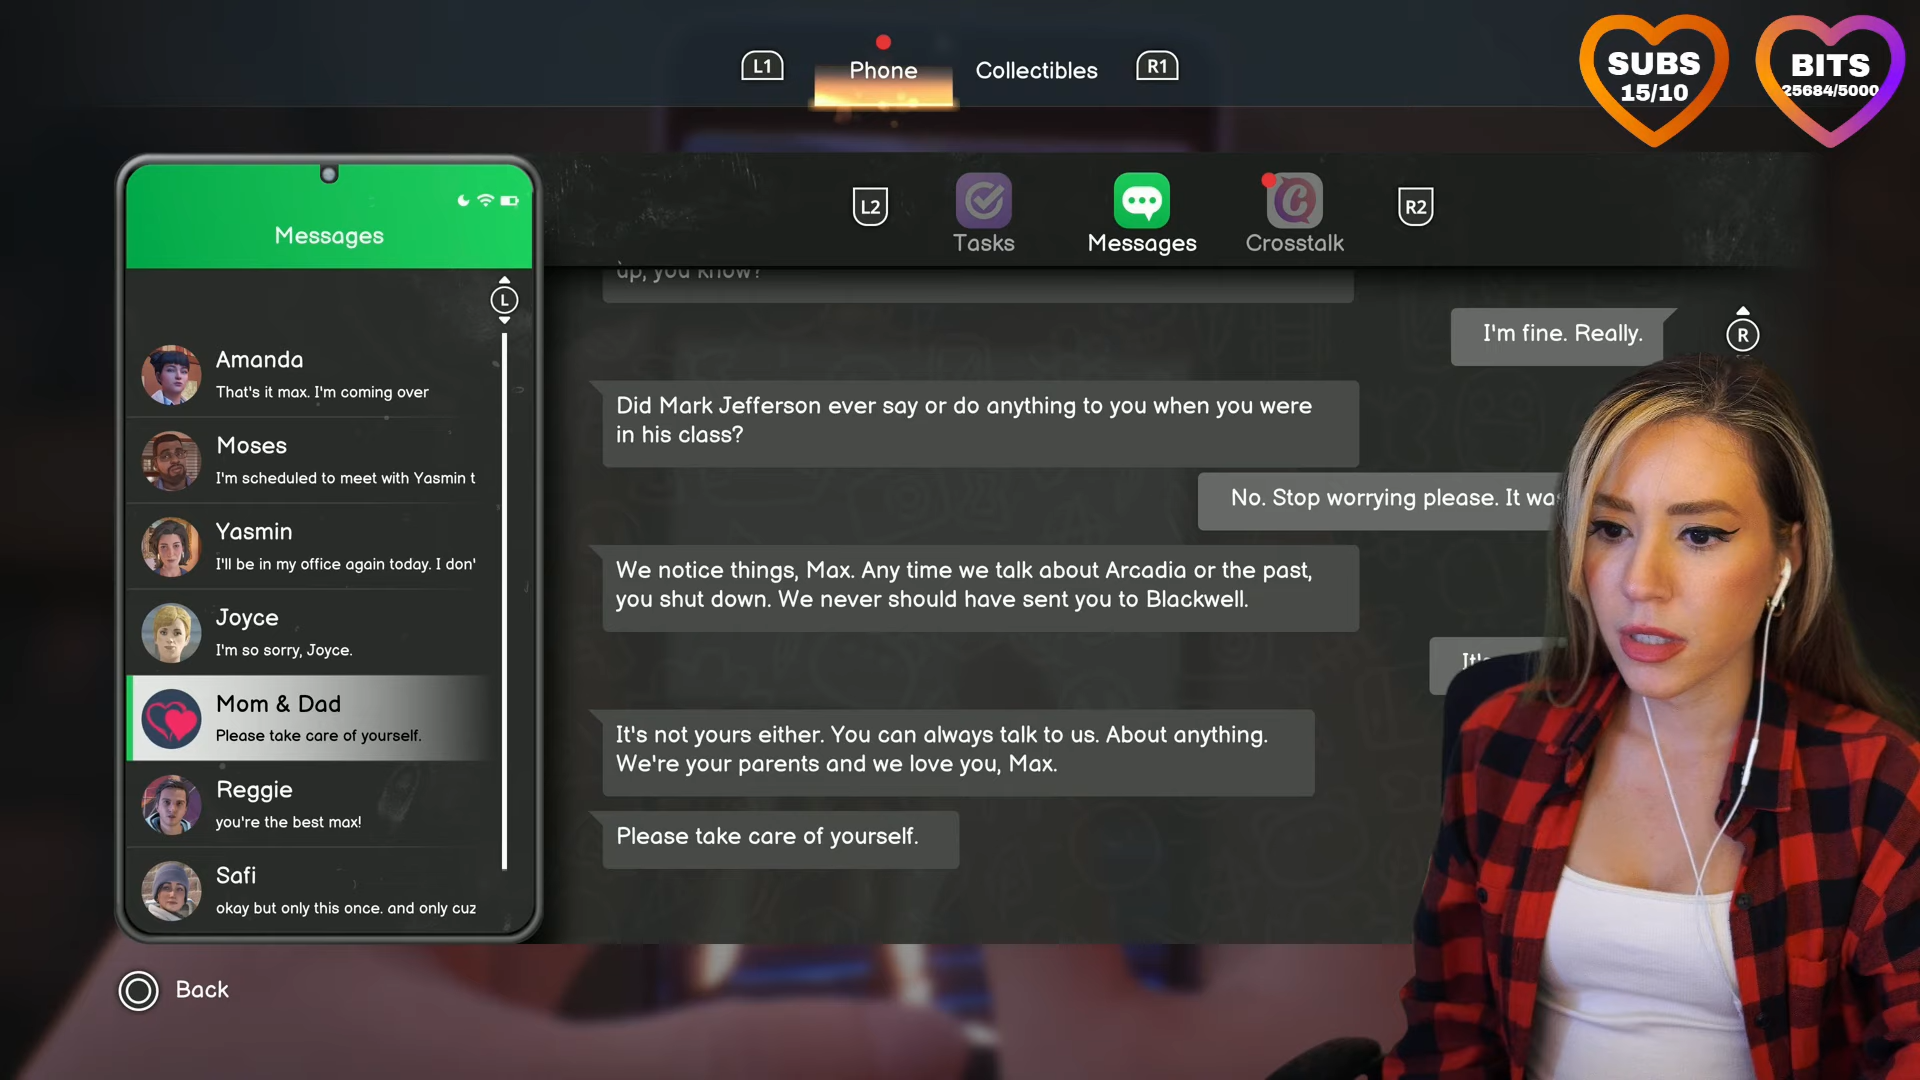 L1
Phone
Collectibles
R1
SUBS
15/10
BITS
25684/5000
Messages
L2
Tasks
Messages
Crosstalk
R2
L
Amanda
That's it max. I'm coming over
Moses
I'm scheduled to meet with Yasmin t
Yasmin
I'll be in my office again today. I don'
Joyce
I'm so sorry, Joyce.
Mom & Dad
Please take care of yourself.
Reggie
you're the best max!
Safi
okay but only this once. and only cuz
up, you know?
I'm fine. Really.
R
Did Mark Jefferson ever say or do anything to you when you were
in his class?
No. Stop worrying please. It was
We notice things, Max. Any time we talk about Arcadia or the past,
you shut down. We never should have sent you to Blackwell.
It's
It's not yours either. You can always talk to us. About anything.
We're your parents and we love you, Max.
Please take care of yourself.
Back